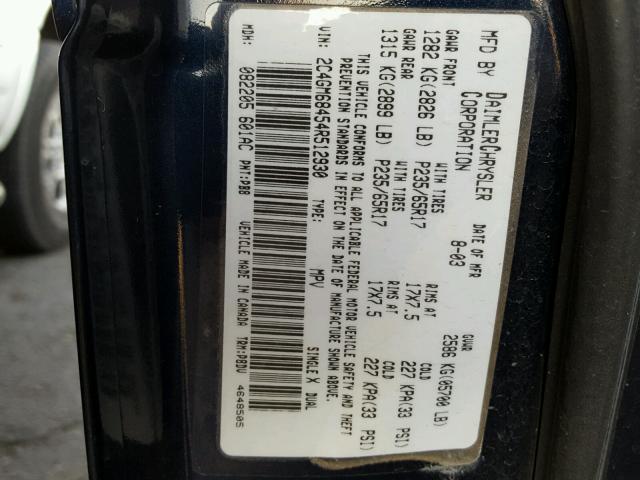 MFD BY DAIMLERCHRYSLER CORPORATION
DATE OF MFR 8-03
GVWR 2586 KG(05700 LB)
GAWR FRONT WITH TIRES RIMS AT COLD
1282 KG(2826 LB) P235/65R17 17X7.5 227 KPA(33 PSI)
GAWR REAR WITH TIRES RIMS AT COLD
1315 KG(2899 LB) P235/65R17 17X7.5 227 KPA(33 PSI)
THIS VEHICLE CONFORMS TO ALL APPLICABLE FEDERAL MOTOR VEHICLE SAFETY AND THEFT
PREVENTION STANDARDS IN EFFECT ON THE DATE OF MANUFACTURE SHOWN ABOVE.
VIN: 2C4GM68454R512930 TYPE: MPV SINGLE X DUAL
MDH: 082205 601AC PNT:PBB VEHICLE MADE IN CANADA TRM:P8DV 4648505